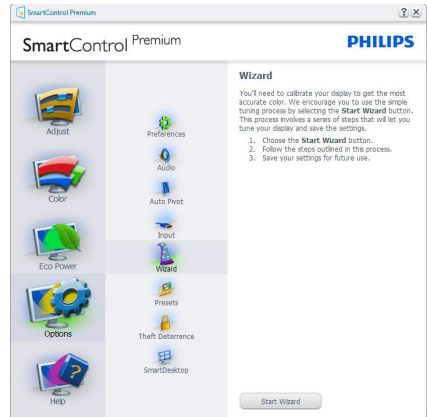 SmartControl Premium
? ×
SmartControl Premium
PHILIPS
Adjust
Color
Eco Power
Options
Help
Preferences
Audio
Auto Pivot
Input
Wizard
Presets
Theft Deterrence
SmartDesktop
Wizard
You'll need to calibrate your display to get the most
accurate color. We encourage you to use the simple
tuning process by selecting the Start Wizard button.
This process involves a series of steps that will let you
tune your display and save the settings.
1. Choose the Start Wizard button.
2. Follow the steps outlined in this process.
3. Save your settings for future use.
Start Wizard